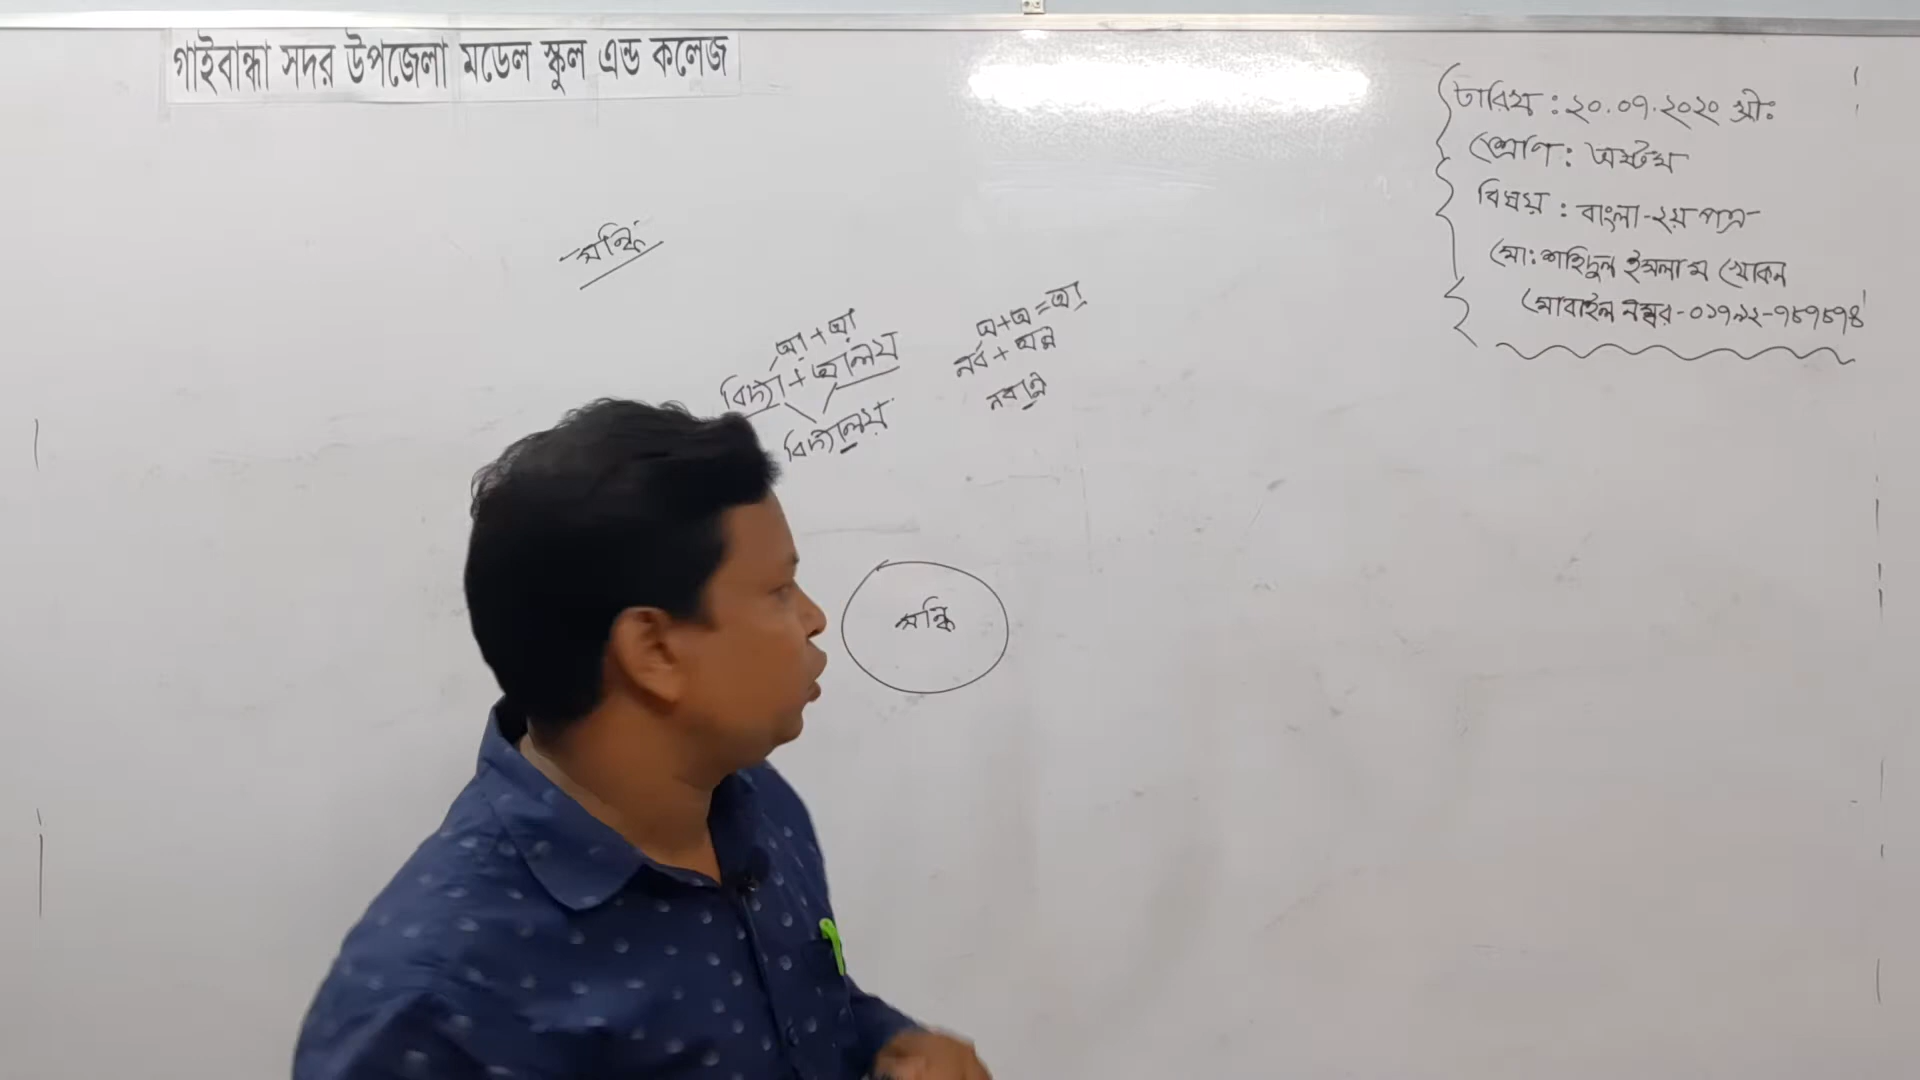 গাইবান্ধা সদর উপজেলা মডেল স্কুল এন্ড কলেজ
তারিখ : ২০.০৭.২০২০ খ্রীঃ
শ্রেণি : অষ্টম
বিষয় : বাংলা-২য় পত্র
মো: শহিদুল ইসলাম খোকন
মোবাইল নম্বর-
সন্ধি
আ + আ
বিদ্যা + আলয়
বিদ্যালয়
অ + অ = আ
নব + অন্ন
নবান্ন
সন্ধি